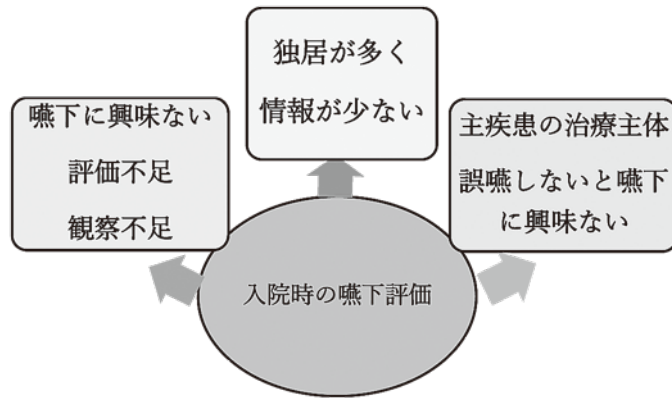 独居が多く
情報が少ない
嚥下に興味ない
評価不足
観察不足
主疾患の治療主体
誤嚥しないと嚥下
に興味ない
入院時の嚥下評価